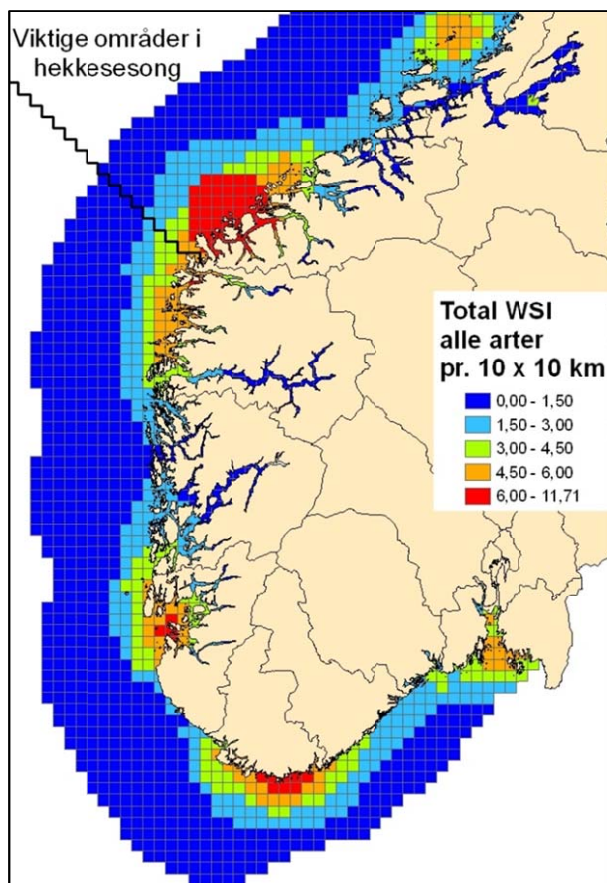 Viktige områder i
hekkesesong
Total WSI
alle arter
pr. 10 x 10 km
0,00 - 1,50
1,50 - 3,00
3,00 - 4,50
4,50 - 6,00
6,00 - 11,71